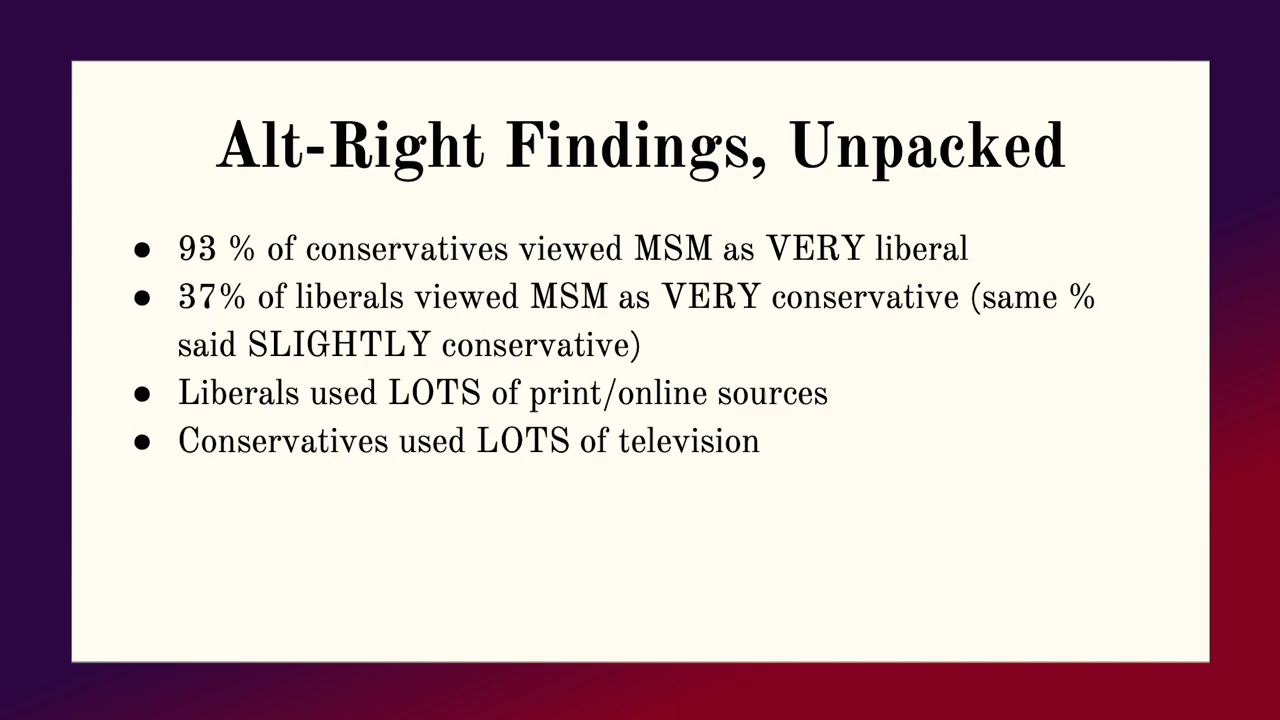 Alt-Right Findings, Unpacked
● 93 % of conservatives viewed MSM as VERY liberal
● 37% of liberals viewed MSM as VERY conservative (same %
said SLIGHTLY conservative)
● Liberals used LOTS of print/online sources
● Conservatives used LOTS of television